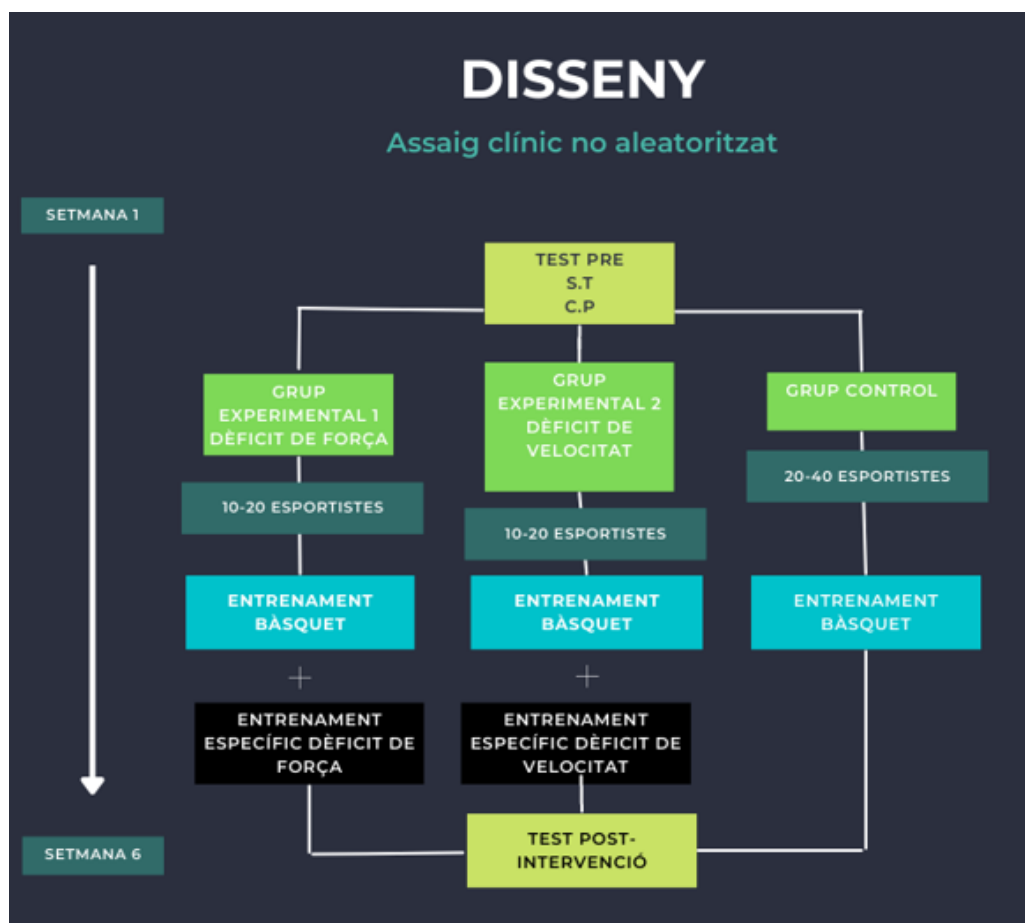 DISSENY
Assaig clínic no aleatoritzat
SETMANA 1
TEST PRE
S.T
C.P
GRUP
EXPERIMENTAL 1
DÈFICIT DE FORÇA
GRUP
EXPERIMENTAL 2
DÈFICIT DE
VELOCITAT
GRUP CONTROL
10-20 ESPORTISTES
10-20 ESPORTISTES
20-40 ESPORTISTES
ENTRENAMENT
BÀSQUET
ENTRENAMENT
BÀSQUET
ENTRENAMENT
BÀSQUET
+
+
ENTRENAMENT
ESPECÍFIC DÈFICIT DE
FORÇA
ENTRENAMENT
ESPECÍFIC DÈFICIT DE
VELOCITAT
SETMANA 6
TEST POST-
INTERVENCIÓ